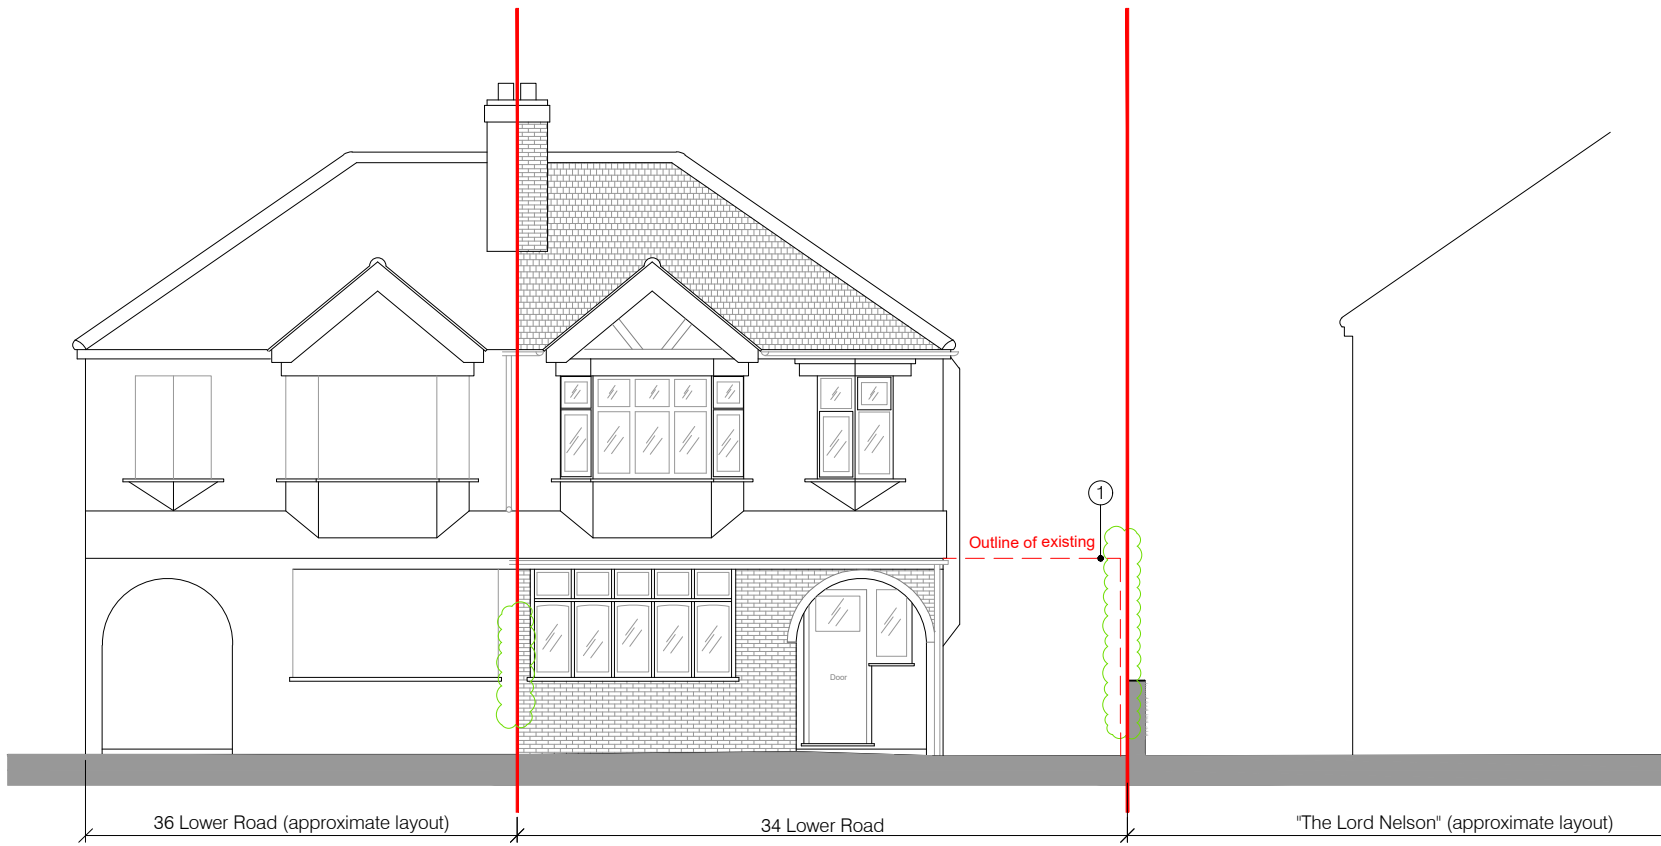 1
Outline of existing
Door
36 Lower Road (approximate layout)
34 Lower Road
"The Lord Nelson" (approximate layout)